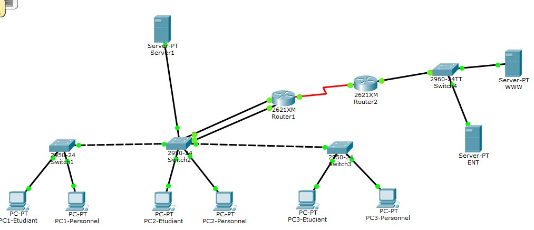 Server-PT
Server1
2621XM
Router1
2621XM
Router2
2960-24TT
Switch4
Server-PT
WWW
Server-PT
ENT
Switch1
Switch2
Switch3
PC-PT
PC1-Etudiant
PC-PT
PC1-Personnel
PC-PT
PC2-Etudiant
PC-PT
PC2-Personnel
PC-PT
PC3-Etudiant
PC-PT
PC3-Personnel